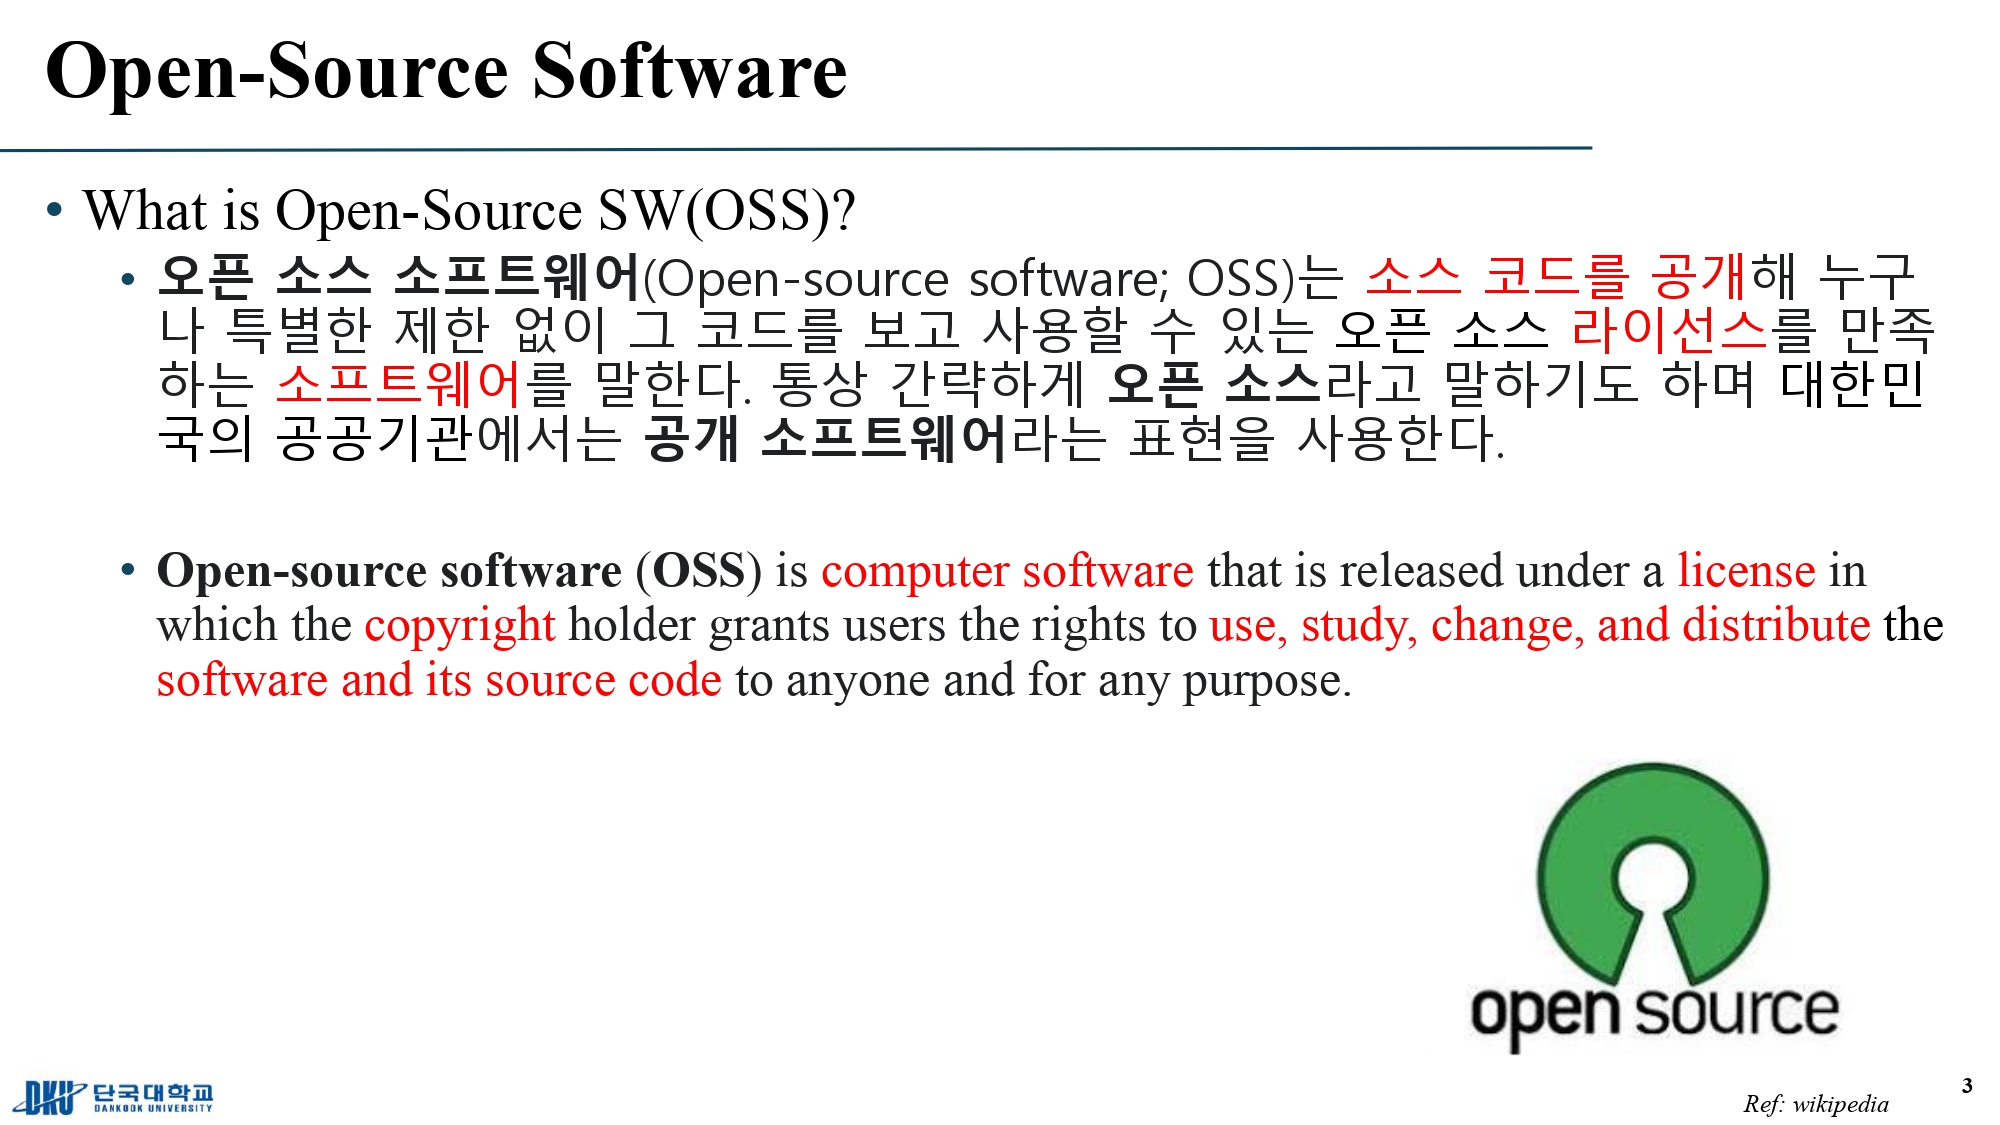 Open-Source Software
• What is Open-Source SW(OSS)?
• 오픈 소스 소프트웨어(Open-source software; OSS)는 소스 코드를 공개해 누구
나 특별한 제한 없이 그 코드를 보고 사용할 수 있는 오픈 소스 라이선스를 만족
하는 소프트웨어를 말한다. 통상 간략하게 오픈 소스라고 말하기도 하며 대한민
국의 공공기관에서는 공개 소프트웨어라는 표현을 사용한다.
• Open-source software (OSS) is computer software that is released under a license in
which the copyright holder grants users the rights to use, study, change, and distribute the
software and its source code to anyone and for any purpose.
open source
DKU 단국대학교
DANKOOK UNIVERSITY
Ref: wikipedia
3